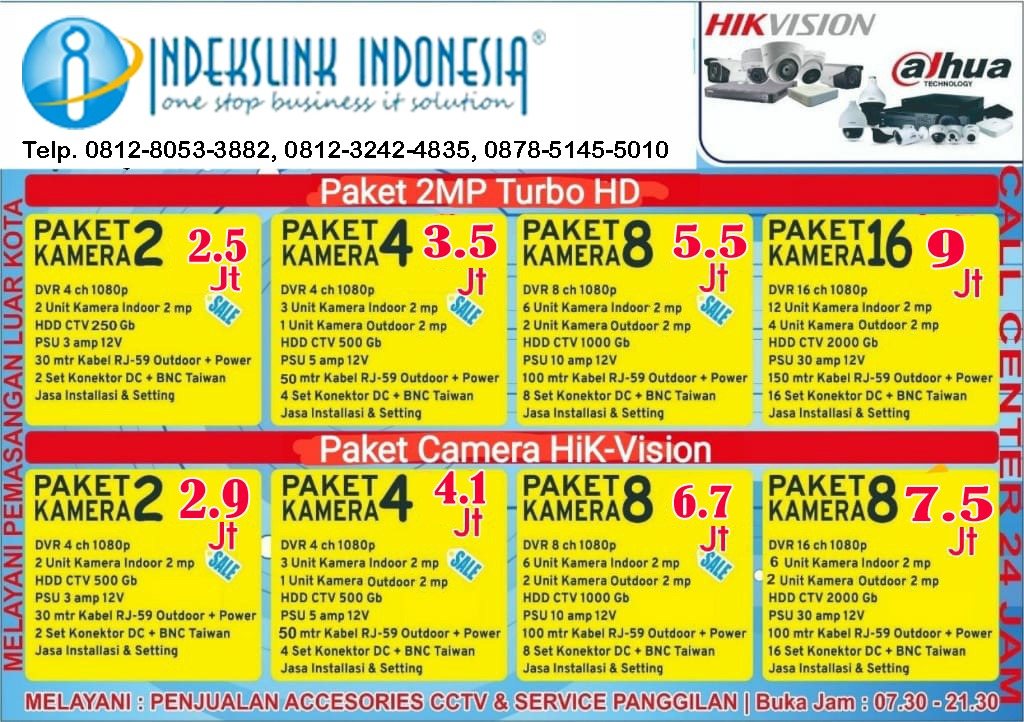 INDEKSLINK INDONESIA®
one stop business it solution
Telp. 0812-8053-3882, 0812-3242-4835, 0878-5145-5010
HIKVISION
alhua
TECHNOLOGY
MELAYANI PEMASANGAN LUAR KOTA
CALL CENTER 24 JAM
Paket 2MP Turbo HD
PAKET KAMERA 2
2.5 Jt
DVR 4 ch 1080p
2 Unit Kamera Indoor 2 mp
SALE
HDD CTV 250 Gb
PSU 3 amp 12V
30 mtr Kabel RJ-59 Outdoor + Power
2 Set Konektor DC + BNC Taiwan
Jasa Installasi & Setting
PAKET KAMERA 4
3.5 Jt
DVR 4 ch 1080p
3 Unit Kamera Indoor 2 mp
SALE
1 Unit Kamera Outdoor 2 mp
HDD CTV 500 Gb
PSU 5 amp 12V
50 mtr Kabel RJ-59 Outdoor + Power
4 Set Konektor DC + BNC Taiwan
Jasa Installasi & Setting
PAKET KAMERA 8
5.5 Jt
DVR 8 ch 1080p
6 Unit Kamera Indoor 2 mp
SALE
2 Unit Kamera Outdoor 2 mp
HDD CTV 1000 Gb
PSU 10 amp 12V
100 mtr Kabel RJ-59 Outdoor + Power
8 Set Konektor DC + BNC Taiwan
Jasa Installasi & Setting
PAKET KAMERA 16
9 Jt
DVR 16 ch 1080p
12 Unit Kamera Indoor 2 mp
4 Unit Kamera Outdoor 2 mp
HDD CTV 2000 Gb
PSU 30 amp 12V
150 mtr Kabel RJ-59 Outdoor + Power
16 Set Konektor DC + BNC Taiwan
Jasa Installasi & Setting
Paket Camera HiK-Vision
PAKET KAMERA 2
2.9 Jt
DVR 4 ch 1080p
2 Unit Kamera Indoor 2 mp
SALE
HDD CTV 500 Gb
PSU 3 amp 12V
30 mtr Kabel RJ-59 Outdoor + Power
2 Set Konektor DC + BNC Taiwan
Jasa Installasi & Setting
PAKET KAMERA 4
4.1 Jt
DVR 4 ch 1080p
3 Unit Kamera Indoor 2 mp
SALE
1 Unit Kamera Outdoor 2 mp
HDD CTV 500 Gb
PSU 5 amp 12V
50 mtr Kabel RJ-59 Outdoor + Power
4 Set Konektor DC + BNC Taiwan
Jasa Installasi & Setting
PAKET KAMERA 8
6.7 Jt
DVR 8 ch 1080p
6 Unit Kamera Indoor 2 mp
SALE
2 Unit Kamera Outdoor 2 mp
HDD CTV 1000 Gb
PSU 10 amp 12V
100 mtr Kabel RJ-59 Outdoor + Power
8 Set Konektor DC + BNC Taiwan
Jasa Installasi & Setting
PAKET KAMERA 8
7.5 Jt
DVR 16 ch 1080p
6 Unit Kamera Indoor 2 mp
2 Unit Kamera Outdoor 2 mp
HDD CTV 2000 Gb
PSU 30 amp 12V
100 mtr Kabel RJ-59 Outdoor + Power
16 Set Konektor DC + BNC Taiwan
Jasa Installasi & Setting
MELAYANI : PENJUALAN ACCESORIES CCTV & SERVICE PANGGILAN | Buka Jam : 07.30 - 21.30